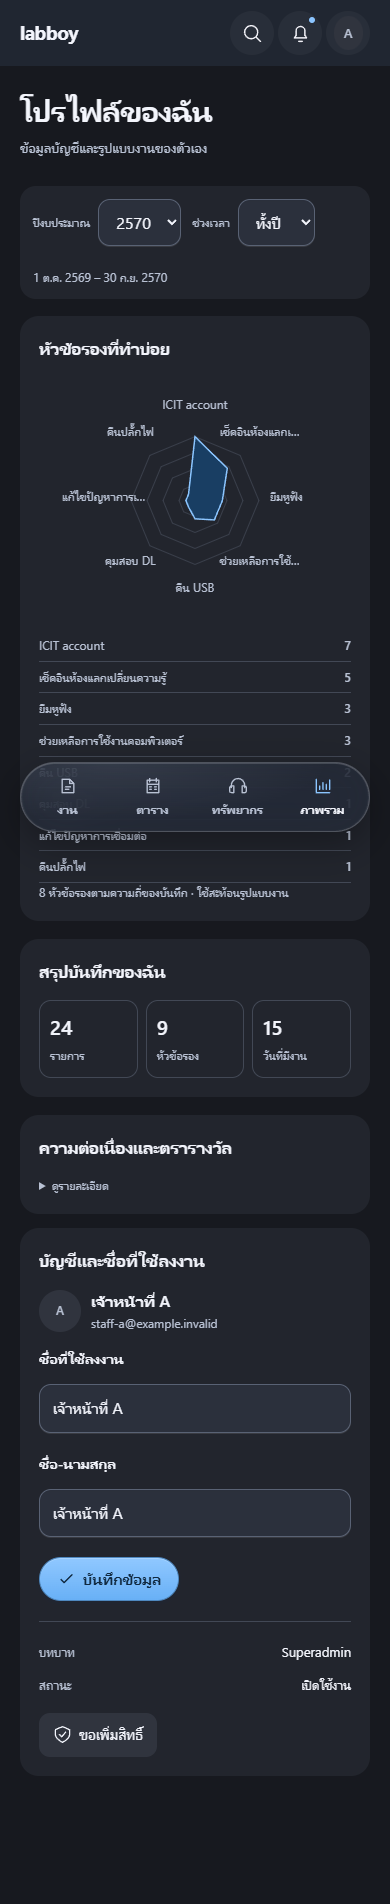 labboy
A
โปรไฟล์ของฉัน
ข้อมูลบัญชีและรูปแบบงานของตัวเอง
ปีงบประมาณ 2570 ช่วงเวลา ทั้งปี
1 ต.ค. 2569 – 30 ก.ย. 2570
หัวข้อรองที่ทำบ่อย
ICIT account
คืนปลั๊กไฟ เช็คอินห้องแลกเ...
แก้ไขปัญหาการเ... ยืมหูฟัง
คุมสอบ DL ช่วยเหลือการใช้...
คืน USB
ICIT account 7
เช็คอินห้องแลกเปลี่ยนความรู้ 5
ยืมหูฟัง 3
ช่วยเหลือการใช้งานคอมพิวเตอร์ 3
คืน USB 2
งาน ตาราง ทรัพยากร ภาพรวม
แก้ไขปัญหาการเชื่อมต่อ 1
คืนปลั๊กไฟ 1
8 หัวข้อรองตามความถี่ของบันทึก · ใช้สะท้อนรูปแบบงาน
สรุปบันทึกของฉัน
24 9 15
รายการ หัวข้อรอง วันที่มีงาน
ความต่อเนื่องและตรารางวัล
ดูรายละเอียด
บัญชีและชื่อที่ใช้ลงงาน
A
เจ้าหน้าที่ A
staff-a@example.invalid
ชื่อที่ใช้ลงงาน
เจ้าหน้าที่ A
ชื่อ-นามสกุล
เจ้าหน้าที่ A
บันทึกข้อมูล
บทบาท Superadmin
สถานะ เปิดใช้งาน
ขอเพิ่มสิทธิ์